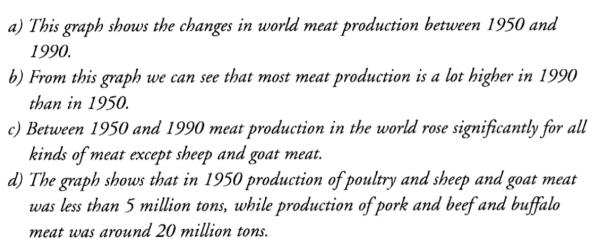 a) This graph shows the changes in world meat production between 1950 and
1990.
b) From this graph we can see that most meat production is a lot higher in 1990
than in 1950.
c) Between 1950 and 1990 meat production in the world rose significantly for all
kinds of meat except sheep and goat meat.
d) The graph shows that in 1950 production of poultry and sheep and goat meat
was less than 5 million tons, while production of pork and beef and buffalo
meat was around 20 million tons.